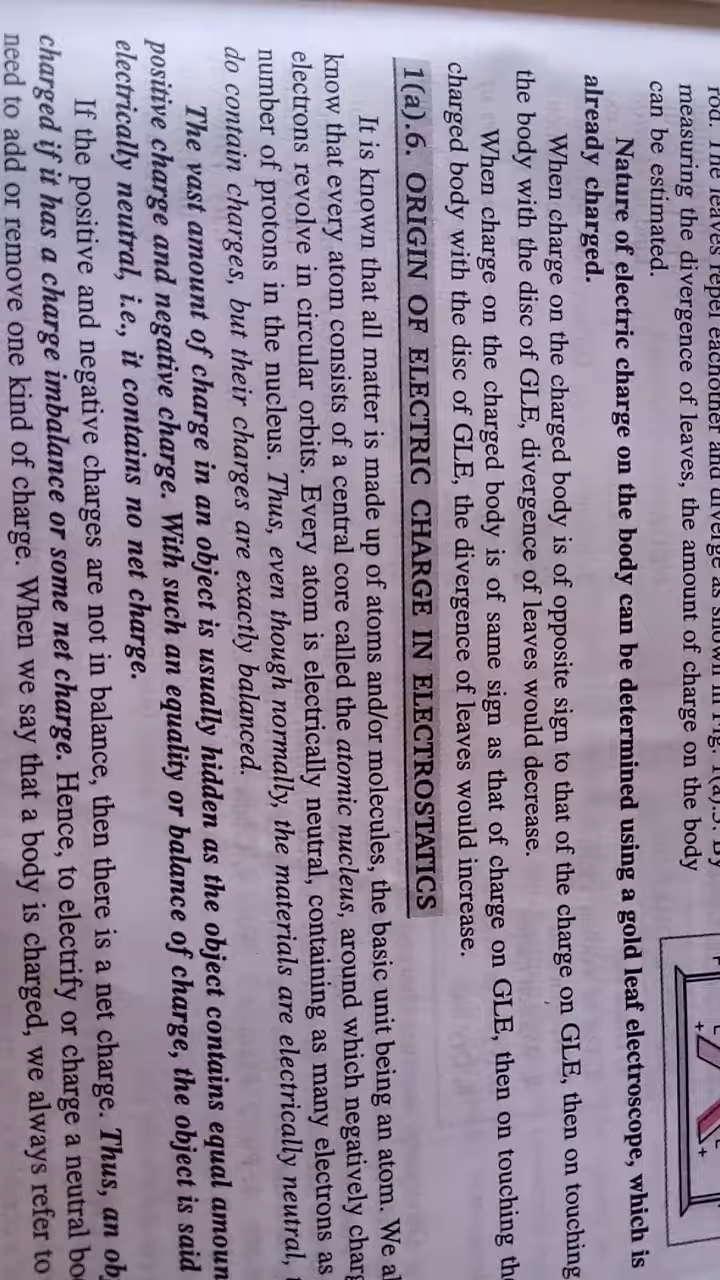 rod. The leaves repel eachother and diverge as shown in Fig. 1(a).5. By
measuring the divergence of leaves, the amount of charge on the body
can be estimated.
Nature of electric charge on the body can be determined using a gold leaf electroscope, which is
already charged.
When charge on the charged body is of opposite sign to that of the charge on GLE, then on touching
the body with the disc of GLE, divergence of leaves would decrease.
When charge on the charged body is of same sign as that of charge on GLE, then on touching the
charged body with the disc of GLE, the divergence of leaves would increase.
1(a).6. ORIGIN OF ELECTRIC CHARGE IN ELECTROSTATICS
It is known that all matter is made up of atoms and/or molecules, the basic unit being an atom. We al
know that every atom consists of a central core called the atomic nucleus, around which negatively charg
electrons revolve in circular orbits. Every atom is electrically neutral, containing as many electrons as
number of protons in the nucleus. Thus, even though normally, the materials are electrically neutral,
do contain charges, but their charges are exactly balanced.
The vast amount of charge in an object is usually hidden as the object contains equal amoun
positive charge and negative charge. With such an equality or balance of charge, the object is said
electrically neutral, i.e., it contains no net charge.
If the positive and negative charges are not in balance, then there is a net charge. Thus, an obj
charged if it has a charge imbalance or some net charge. Hence, to electrify or charge a neutral bo
need to add or remove one kind of charge. When we say that a body is charged, we always refer to
L L
+ +